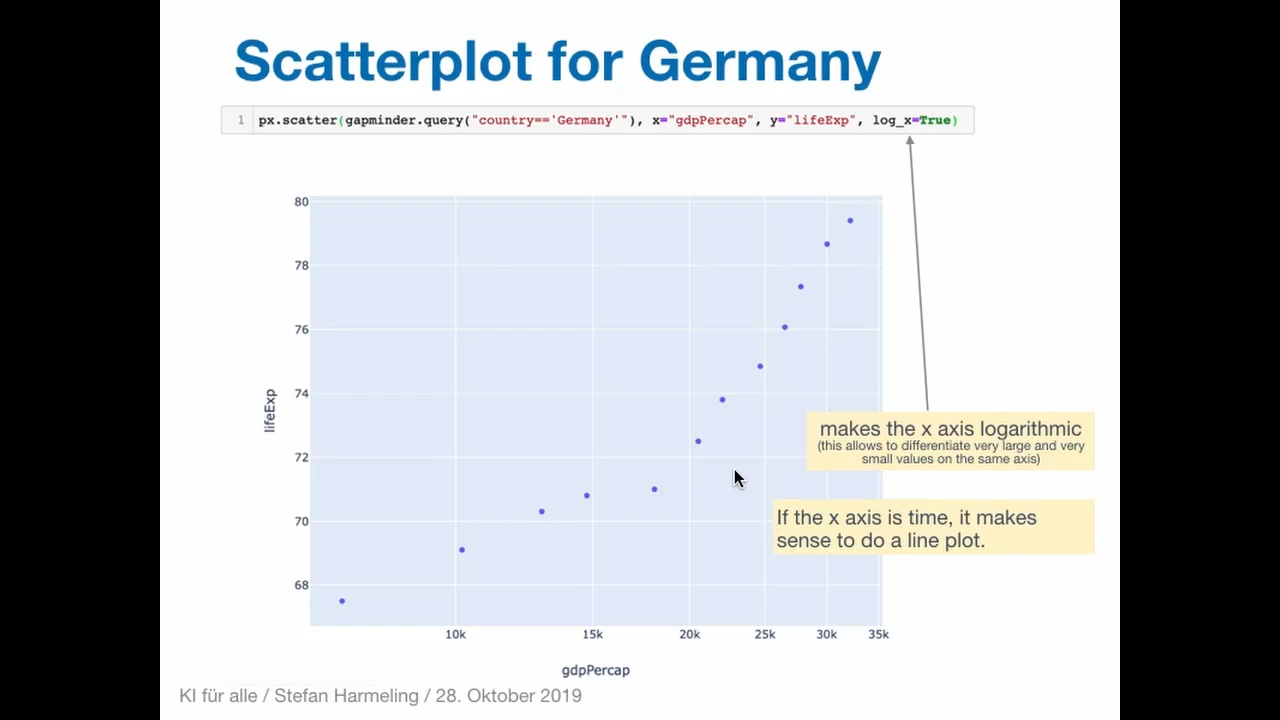 Scatterplot for Germany
1 px.scatter(gapminder.query("country=='Germany'"), x="gdpPercap", y="lifeExp", log_x=True)
80
78
76
74
72
70
68
lifeExp
10k 15k 20k 25k 30k 35k
gdpPercap
makes the x axis logarithmic
(this allows to differentiate very large and very
small values on the same axis)
If the x axis is time, it makes
sense to do a line plot.
KI für alle / Stefan Harmeling / 28. Oktober 2019